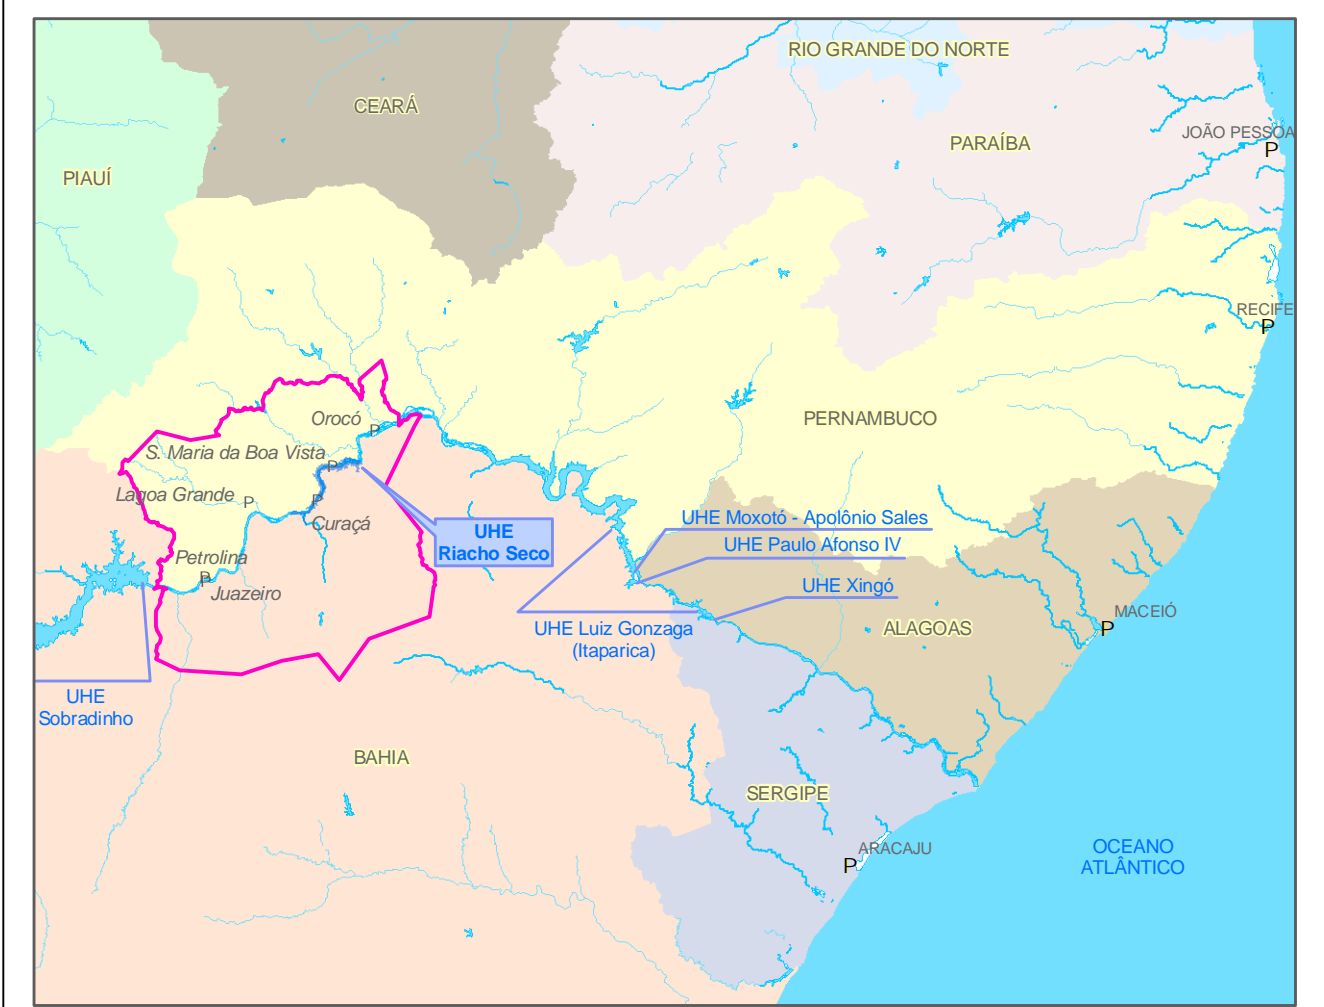 RIO GRANDE DO NORTE
CEARÁ
JOÃO PESSOA
P
PARAÍBA
PIAUÍ
RECIFE
P
Orocó
P
PERNAMBUCO
S. Maria da Boa Vista
P
Lagoa Grande
P
P
Curaçá
UHE
Riacho Seco
UHE Moxotó - Apolônio Sales
UHE Paulo Afonso IV
Petrolina
P
Juazeiro
UHE Xingó
MACEIÓ
P
UHE Luiz Gonzaga
(Itaparica)
ALAGOAS
UHE
Sobradinho
BAHIA
SERGIPE
ARACAJU
P
OCEANO
ATLÂNTICO